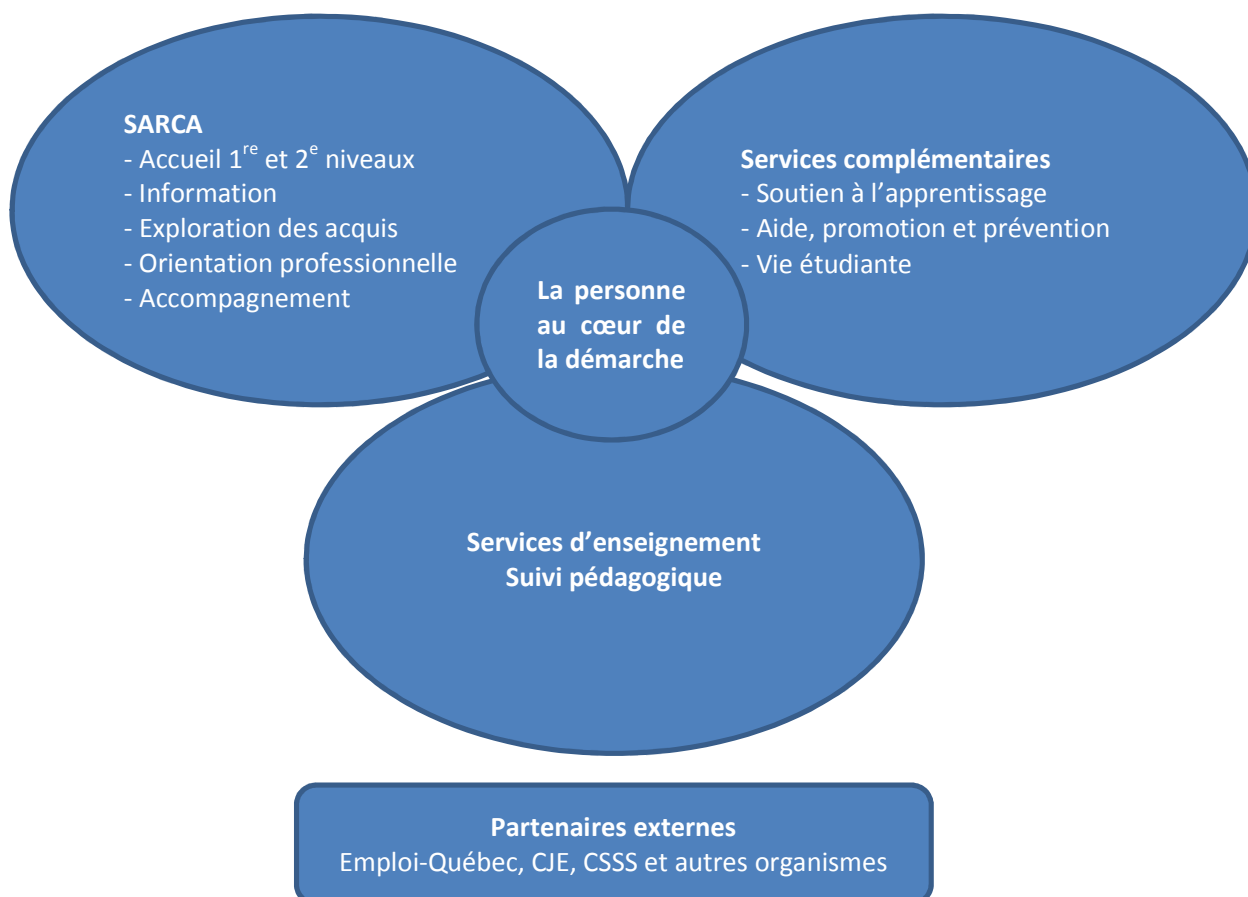 SARCA
- Accueil 1re et 2e niveaux
- Information
- Exploration des acquis
- Orientation professionnelle
- Accompagnement
Services complémentaires
- Soutien à l’apprentissage
- Aide, promotion et prévention
- Vie étudiante
La personne
au cœur de
la démarche
Services d’enseignement
Suivi pédagogique
Partenaires externes
Emploi-Québec, CJE, CSSS et autres organismes